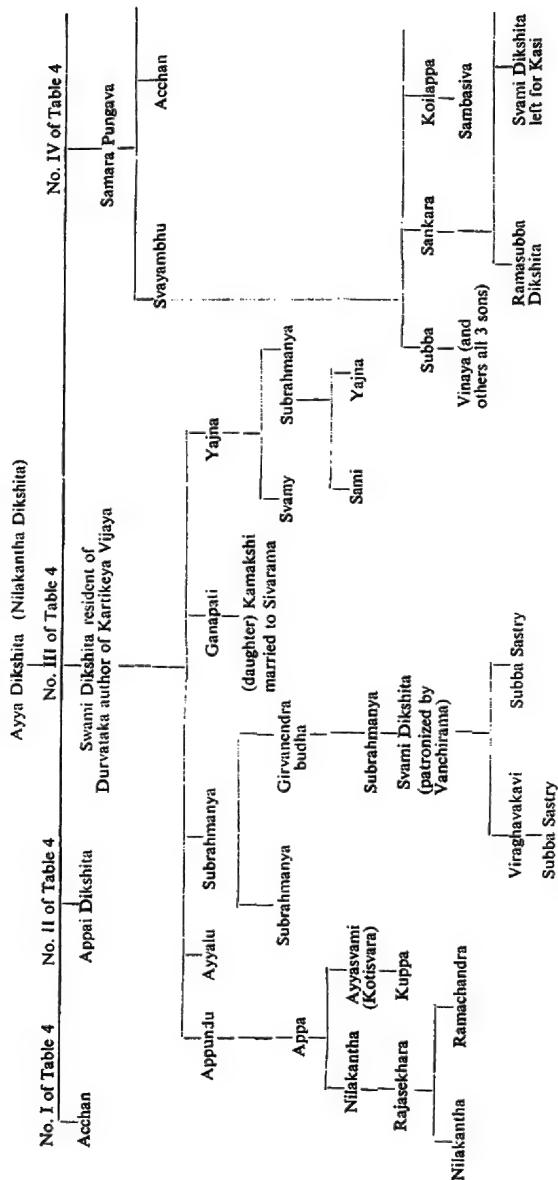 Ayya Dikshita (Nilakantha Dikshita)
No. I of Table 4
No. II of Table 4
No. III of Table 4
No. IV of Table 4
Acchan
Appai Dikshita
Swami Dikshita resident of
Durvataka author of Kartikeya Vijaya
Samara Pungava
Svayambhu
Acchan
Appundu
Ayyalu
Subrahmanya
Ganapati
Yajna
(daughter) Kamakshi
married to Sivarama
Appa
Subrahmanya
Girvanendra
budha
Svamy
Subrahmanya
Nilakantha
Ayyasvami
(Kotisvara)
Subrahmanya
Svami Dikshita
(patronized by
Vanchirama)
Sami
Yajna
Subba
Sankara
Koilappa
Rajasekhara
Kuppa
Vinaya (and
others all 3 sons)
Sambasiva
Nilakantha
Ramachandra
Viraghavakavi
Subba Sastry
Subba Sastry
Ramasubba
Dikshita
Svami Dikshita
left for Kasi